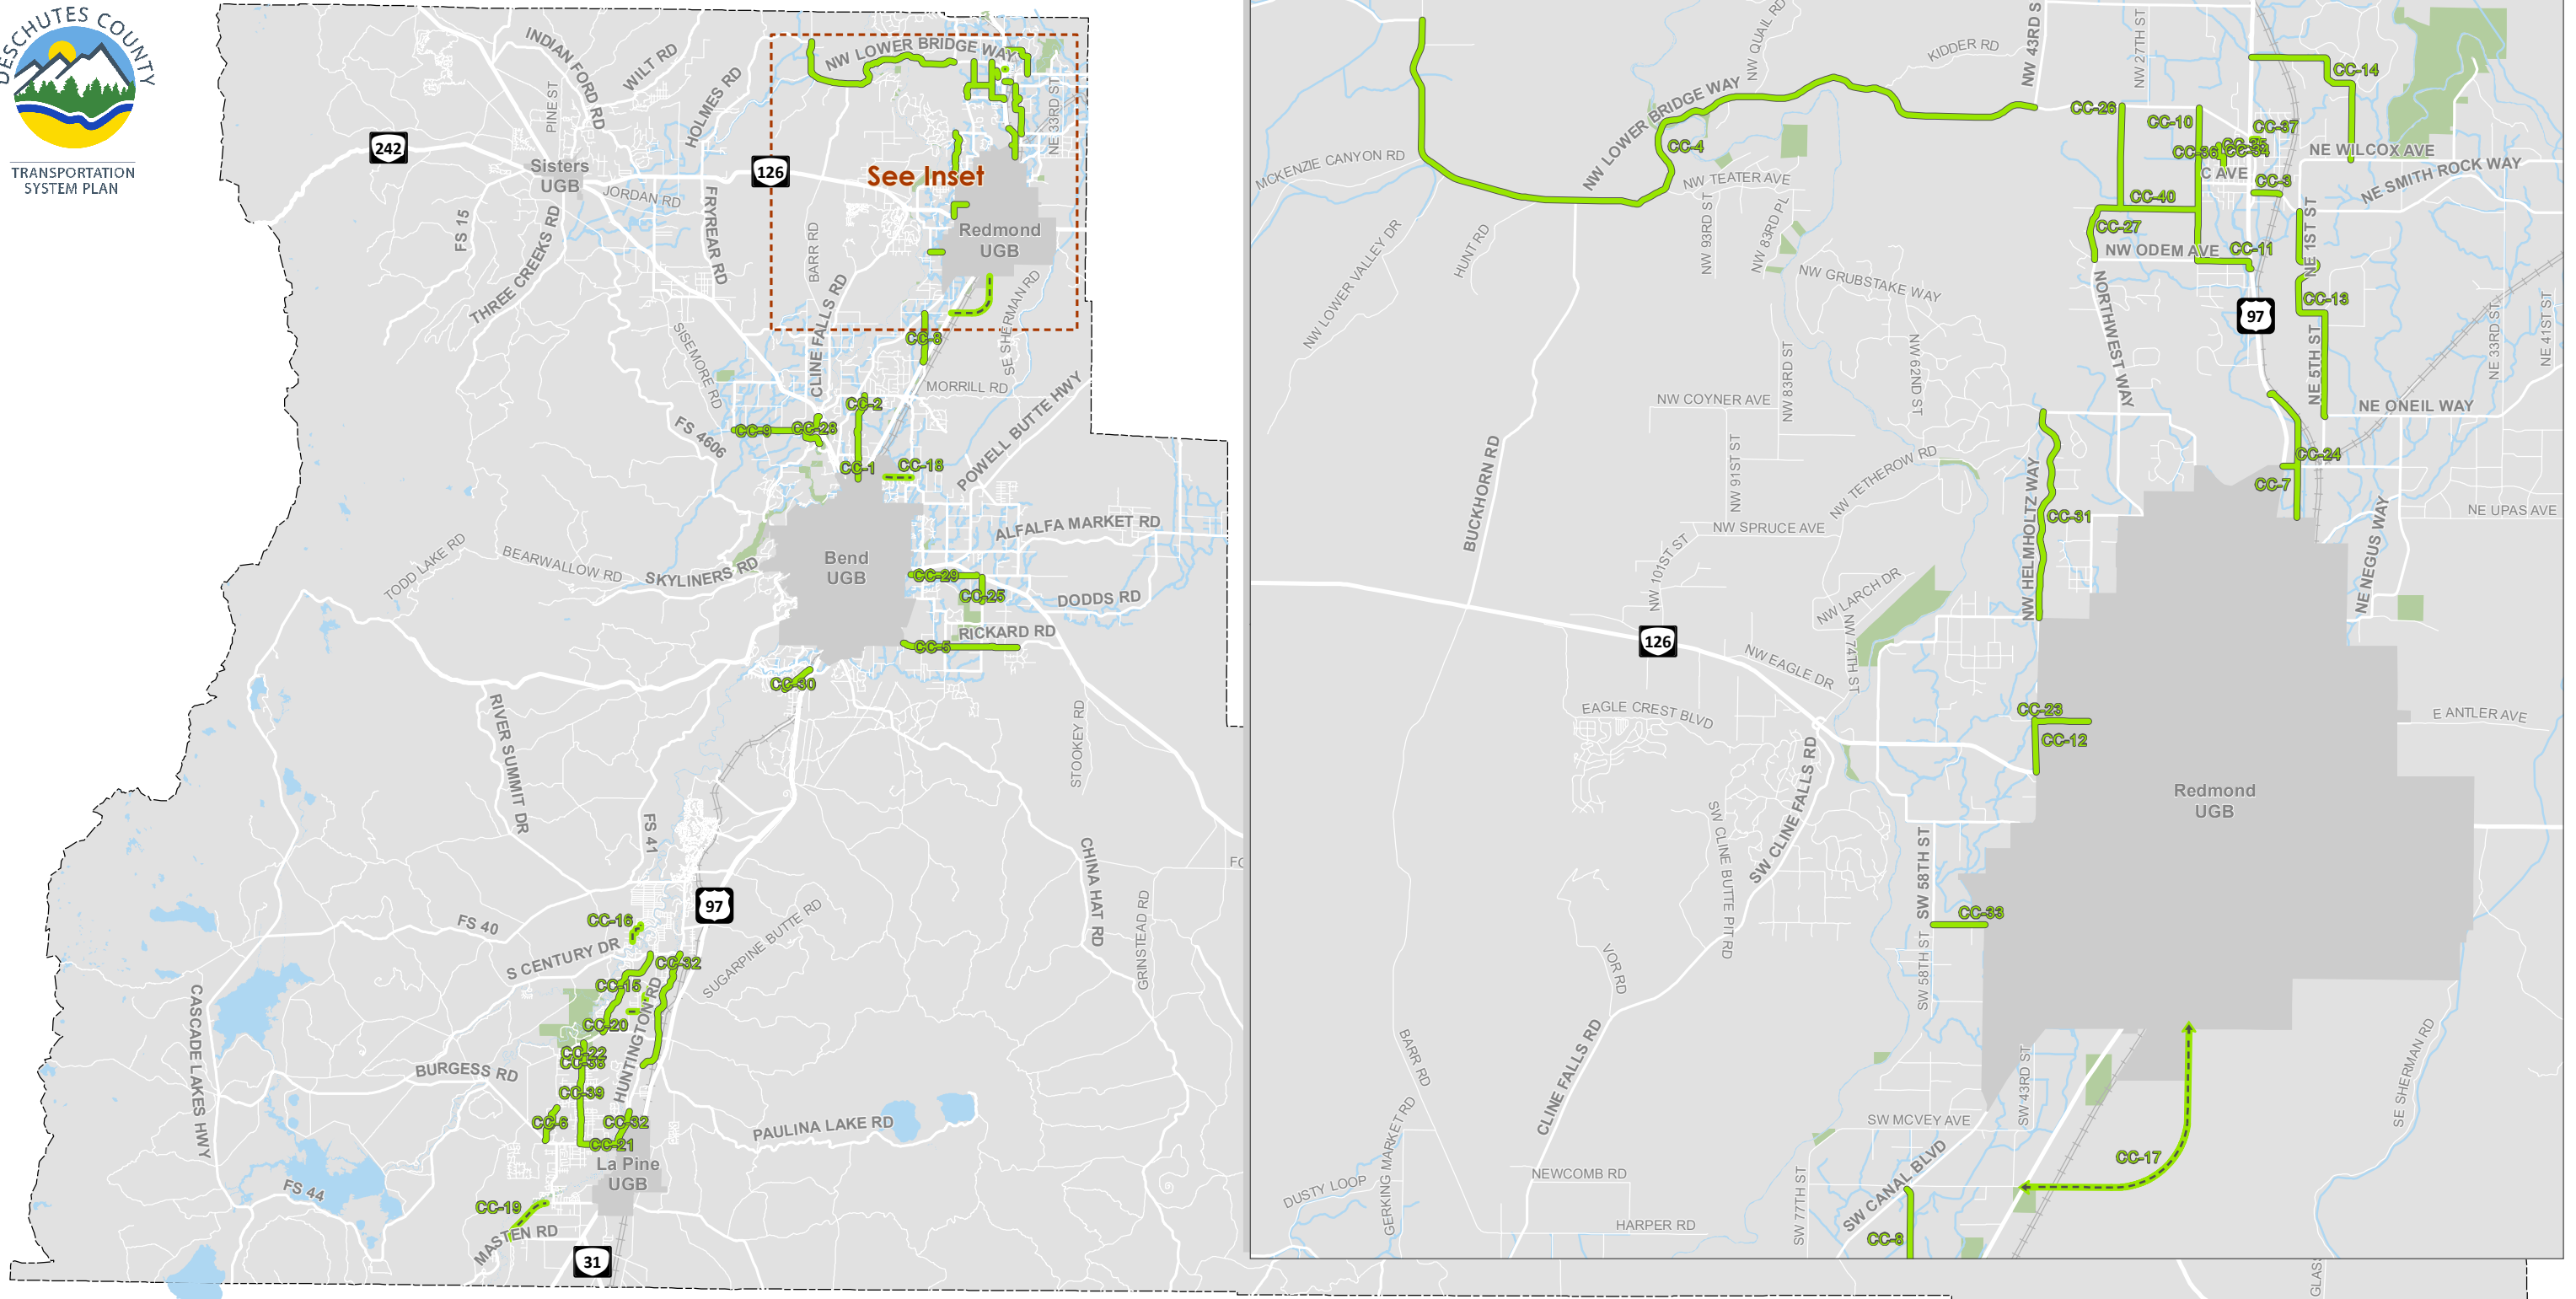 DESCHUTES COUNTY
TRANSPORTATION
SYSTEM PLAN
INDIAN FORD RD
WILT RD
PINE ST
HOLMES RD
NW LOWER BRIDGE WAY
NE 33RD ST
242
Sisters
UGB
126
See Inset
JORDAN RD
FRYREAR RD
FS 15
THREE CREEKS RD
BARR RD
Redmond
UGB
CLINE FALLS RD
SE SHERMAN RD
SISEMORE RD
CC-8
MORRILL RD
POWELL BUTTE HWY
CC-2
FS 4606
CC-9
CC-28
CC-1
CC-18
ALFALFA MARKET RD
TODD LAKE RD
BEARWALLOW RD
SKYLINERS RD
Bend
UGB
CC-29
CC-25
DODDS RD
RICKARD RD
CC-5
CC-30
RIVER SUMMIT DR
STOOKEY RD
FS 41
CHINA HAT RD
97
FS 40
CC-16
S CENTURY DR
SUGARPINE BUTTE RD
GRINSTEAD RD
CC-32
CC-15
CASCADE LAKES HWY
CC-20
HUNTINGTON RD
CC-22
CC-38
BURGESS RD
CC-39
CC-6
CC-32
CC-21
PAULINA LAKE RD
La Pine
UGB
FS 44
CC-19
MASTEN RD
31
NW 43RD S
NW QUAIL RD
KIDDER RD
NW 27TH ST
CC-14
NW LOWER BRIDGE WAY
CC-26
CC-10
CC-37
CC-36
CC-34
CC-4
MCKENZIE CANYON RD
NE WILCOX AVE
NE SMITH ROCK WAY
C AVE
CC-3
NW TEATER AVE
CC-40
NW 93RD ST
NW 83RD PL
NW LOWER VALLEY DR
HUNT RD
CC-27
NW ODEM AVE
CC-11
NE 1ST ST
NW GRUBSTAKE WAY
NORTHWEST WAY
97
CC-13
NE 5TH ST
NE 33RD ST
NE 41ST ST
NW 83RD ST
NW 62ND ST
NW COYNER AVE
NE ONEIL WAY
BUCKHORN RD
NW 91ST ST
NW TETHEROW RD
NW HELMHOLTZ WAY
CC-24
CC-7
NW SPRUCE AVE
CC-31
NE UPAS AVE
NE NEGUS WAY
NW 101ST ST
NW LARCH DR
126
NW 74TH ST
NW EAGLE DR
EAGLE CREST BLVD
CC-23
CC-12
E ANTLER AVE
SW CLINE FALLS RD
Redmond
UGB
SW CLINE BUTTE PIT RD
SW 58TH ST
CC-33
SW 58TH ST
VOR RD
BARR RD
CLINE FALLS RD
SW 43RD ST
SE SHERMAN RD
SW MCVEY AVE
GERKING MARKET RD
SW CANAL BLVD
CC-17
NEWCOMB RD
DUSTY LOOP
SW 77TH ST
HARPER RD
CC-8